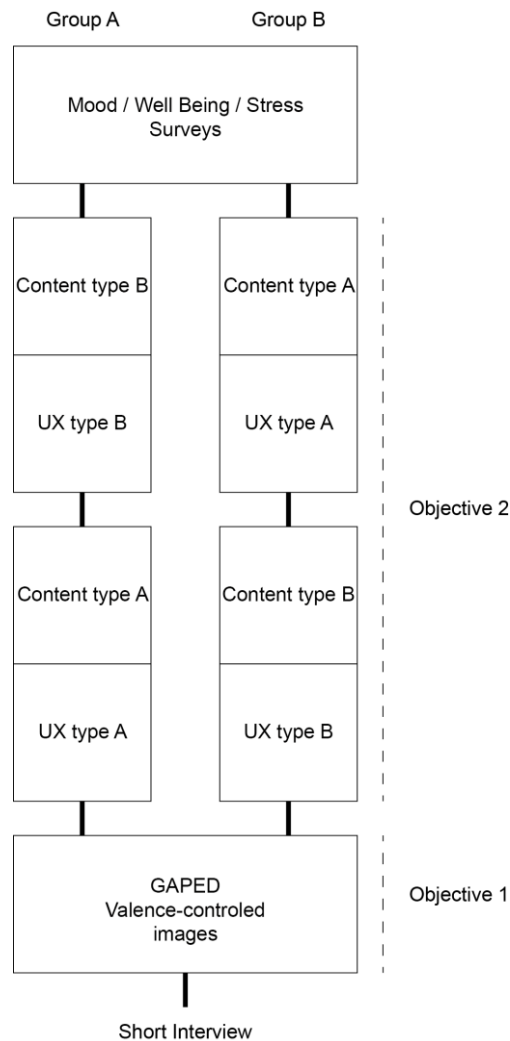 Group A
Group B
Mood / Well Being / Stress
Surveys
Content type B
Content type A
UX type B
UX type A
Objective 2
Content type A
Content type B
UX type A
UX type B
GAPED
Valence-controled
images
Objective 1
Short Interview